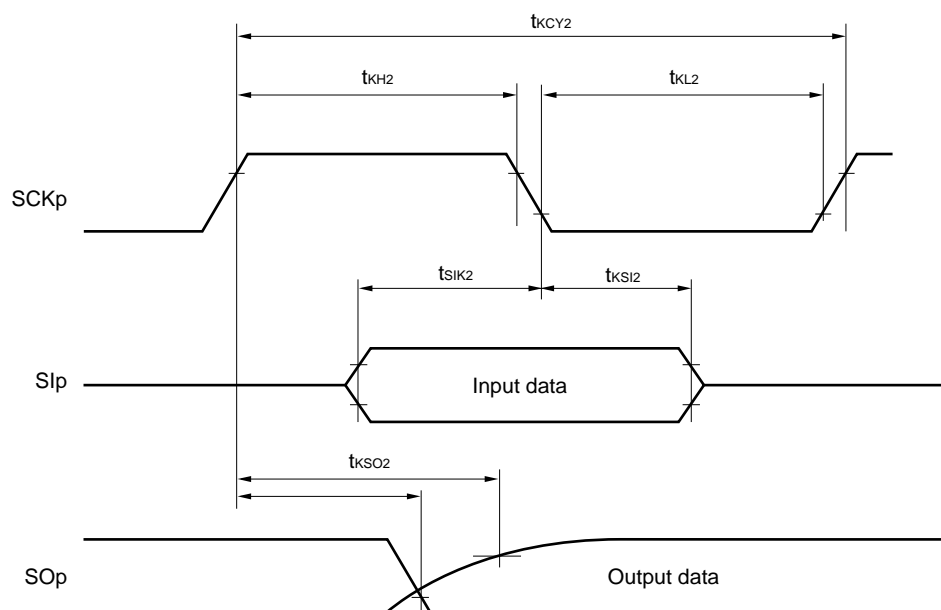 tKCY2
tKH2
tKL2
SCKp
tSIK2
tKSI2
SIp
Input data
tKSO2
SOp
Output data